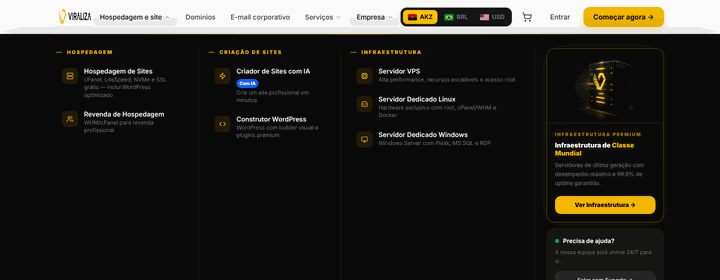 VIRALIZA
Hospedagem e site
Domínios
E-mail corporativo
Serviços
Empresa
AKZ
BRL
USD
Entrar
Começar agora →
HOSPEDAGEM
Hospedagem de Sites
cPanel, LiteSpeed, NVMe e SSL
grátis — inclui WordPress
optimizado
Revenda de Hospedagem
WHM/cPanel para revenda
profissional
CRIAÇÃO DE SITES
Criador de Sites com IA
Com IA
Crie um site profissional em
minutos
Construtor WordPress
WordPress com builder visual e
plugins premium
INFRAESTRUTURA
Servidor VPS
Alta performance, recursos escaláveis e acesso root
Servidor Dedicado Linux
Hardware exclusivo com root, cPanel/WHM e
Docker
Servidor Dedicado Windows
Windows Server com Plesk, MS SQL e RDP
INFRAESTRUTURA PREMIUM
Infraestrutura de Classe
Mundial
Servidores de última geração com
desempenho máximo e 99.9% de
uptime garantido.
Ver Infraestrutura →
Precisa de ajuda?
A nossa equipa está online 24/7 para
si.